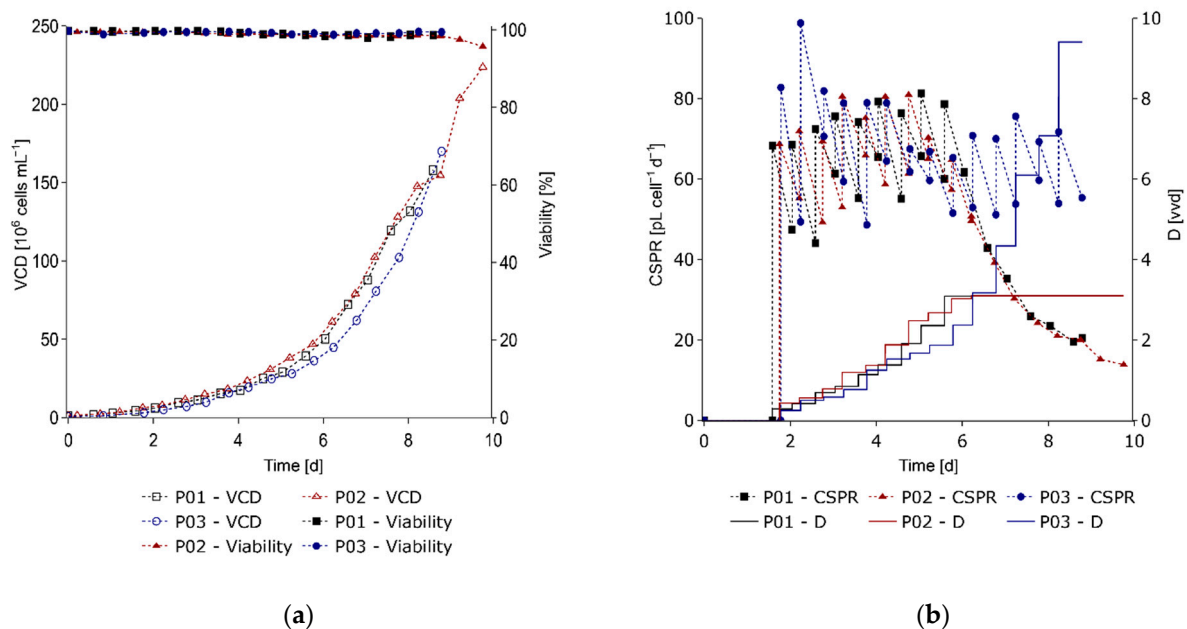 250
200
150
100
50
0
VCD [10⁶ cells mL⁻¹]
100
80
60
40
20
0
Viability [%]
0 2 4 6 8 10
Time [d]
P01 - VCD P02 - VCD
P03 - VCD P01 - Viability
P02 - Viability P03 - Viability
(a)
100
80
60
40
20
0
CSPR [pL cell⁻¹ d⁻¹]
10
8
6
4
2
0
D [vvd]
0 2 4 6 8 10
Time [d]
P01 - CSPR P02 - CSPR P03 - CSPR
P01 - D P02 - D P03 - D
(b)